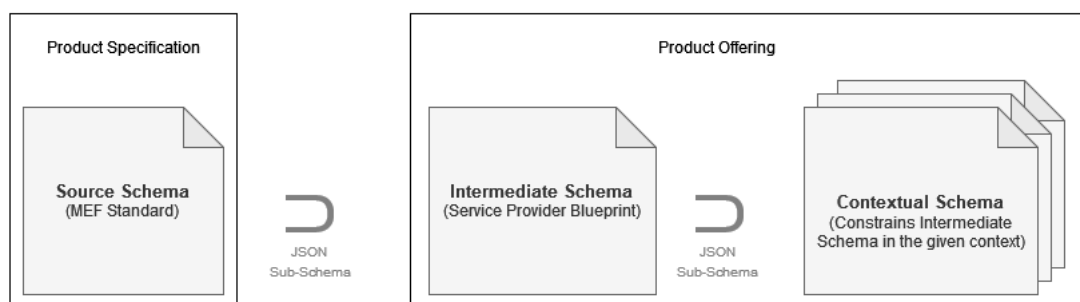 Product Specification
Product Offering
Source Schema
(MEF Standard)
JSON
Sub-Schema
Intermediate Schema
(Service Provider Blueprint)
JSON
Sub-Schema
Contextual Schema
(Constrains Intermediate
Schema in the given context)